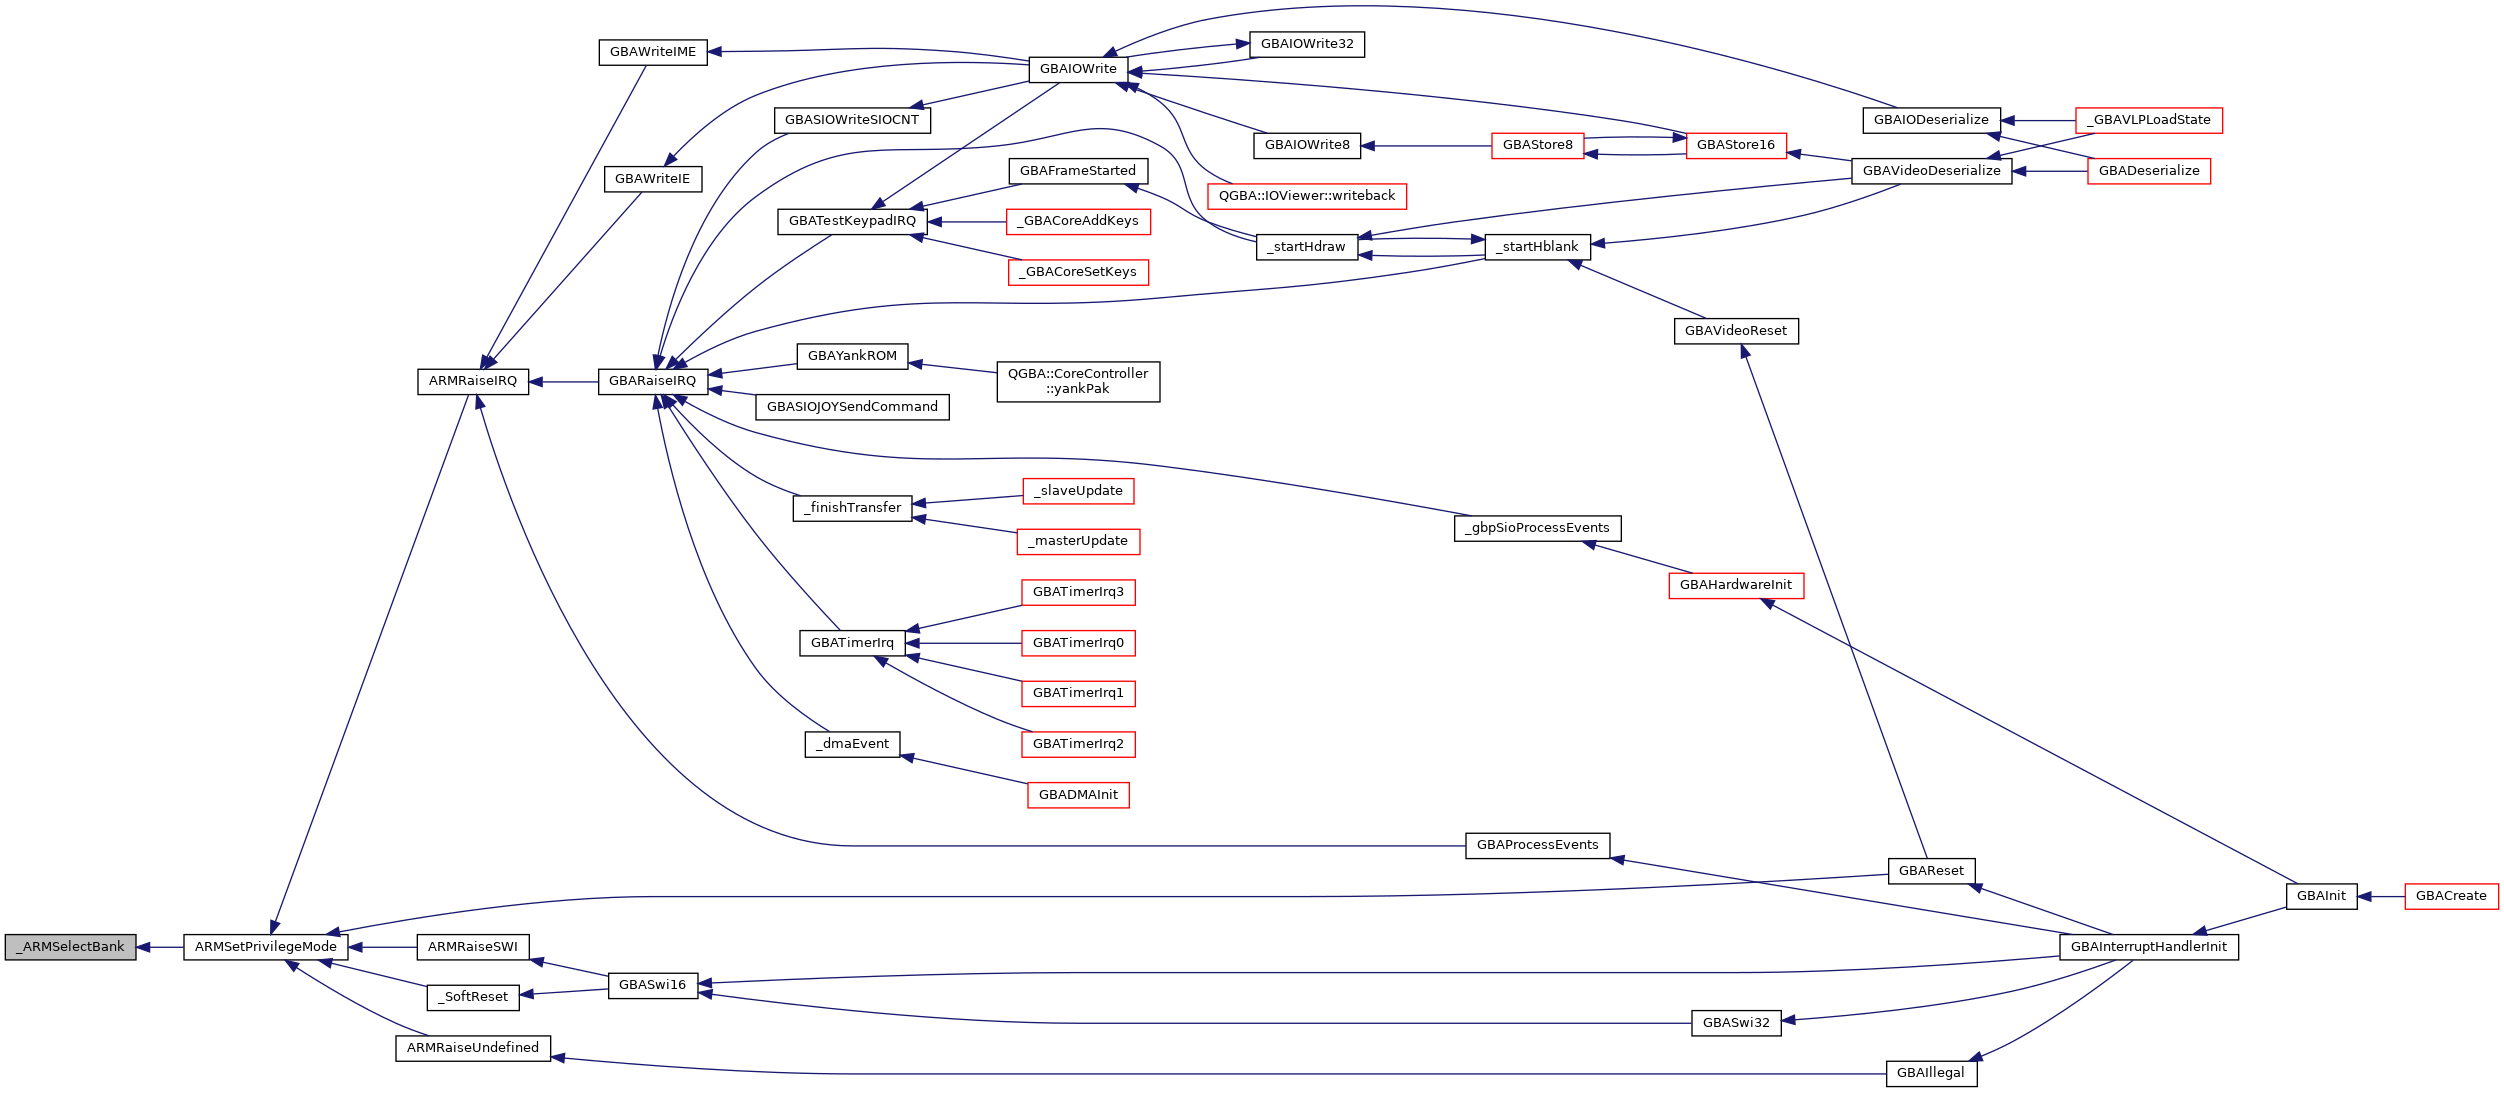 _ARMSelectBank
ARMSetPrivilegeMode
ARMRaiseIRQ
ARMRaiseSWI
_SoftReset
ARMRaiseUndefined
GBAWriteIME
GBAWriteIE
GBARaiseIRQ
GBASwi16
GBASIOWriteSIOCNT
GBATestKeypadIRQ
GBAYankROM
GBASIOJOYSendCommand
_finishTransfer
GBATimerIrq
_dmaEvent
GBAIOWrite
GBAFrameStarted
_GBACoreAddKeys
_GBACoreSetKeys
QGBA::CoreController
::yankPak
_slaveUpdate
_masterUpdate
GBATimerIrq3
GBATimerIrq0
GBATimerIrq1
GBATimerIrq2
GBADMAInit
GBAIOWrite32
GBAIOWrite8
QGBA::IOViewer::writeback
_startHdraw
GBAStore8
_startHblank
_gbpSioProcessEvents
GBAProcessEvents
GBAStore16
GBAVideoReset
GBAHardwareInit
GBASwi32
GBAIODeserialize
GBAVideoDeserialize
GBAReset
GBAIllegal
_GBAVLPLoadState
GBADeserialize
GBAInterruptHandlerInit
GBAInit
GBACreate